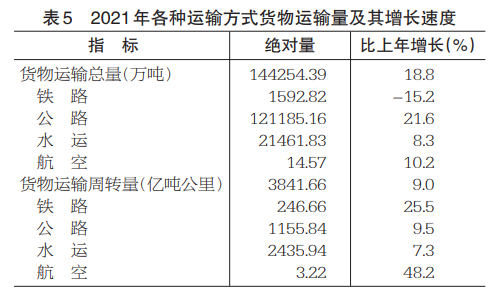 表5 2021年各种运输方式货物运输量及其增长速度
指 标 绝对量 比上年增长(%)
货物运输总量(万吨) 144254.39 18.8
铁 路 1592.82 −15.2
公 路 121185.16 21.6
水 运 21461.83 8.3
航 空 14.57 10.2
货物运输周转量(亿吨公里) 3841.66 9.0
铁 路 246.66 25.5
公 路 1155.84 9.5
水 运 2435.94 7.3
航 空 3.22 48.2